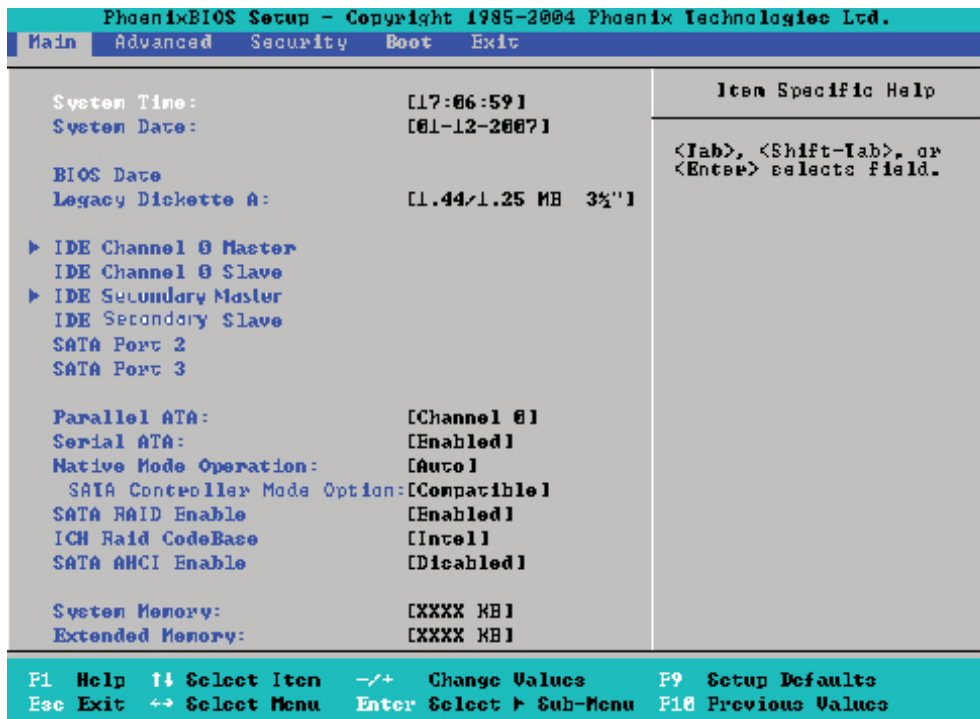 PhoenixBIOS Setup - Copyright 1985-2004 Phoenix Technologies Ltd.
Main Advanced Security Boot Exit
Item Specific Help
System Time: [17:06:59]
System Date: [01-12-2007]
<Tab>, <Shift-Tab>, or
<Enter> selects field.
BIOS Date
Legacy Diskette A: [1.44/1.25 MB 3½"]
▶ IDE Channel 0 Master
IDE Channel 0 Slave
▶ IDE Secundary Master
IDE Secondary Slave
SATA Port 2
SATA Port 3
Parallel ATA: [Channel 0]
Serial ATA: [Enabled]
Native Mode Operation: [Auto]
SATA Controller Mode Option: [Compatible]
SATA RAID Enable [Enabled]
ICH Raid CodeBase [Intel]
SATA AHCI Enable [Disabled]
System Memory: [XXXX KB]
Extended Memory: [XXXX KB]
F1 Help ↑↓ Select Item -/+ Change Values F9 Setup Defaults
Esc Exit ↔ Select Menu Enter Select ▶ Sub-Menu F10 Previous Values